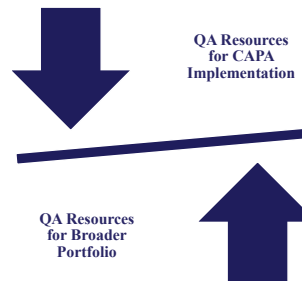 QA Resources
for CAPA
Implementation
QA Resources
for Broader
Portfolio